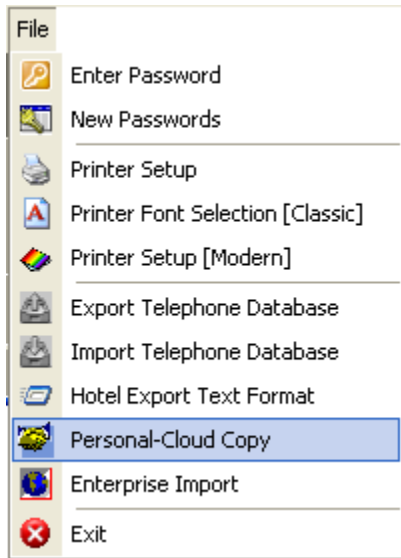 File
Enter Password
New Passwords
Printer Setup
Printer Font Selection [Classic]
Printer Setup [Modern]
Export Telephone Database
Import Telephone Database
Hotel Export Text Format
Personal-Cloud Copy
Enterprise Import
Exit